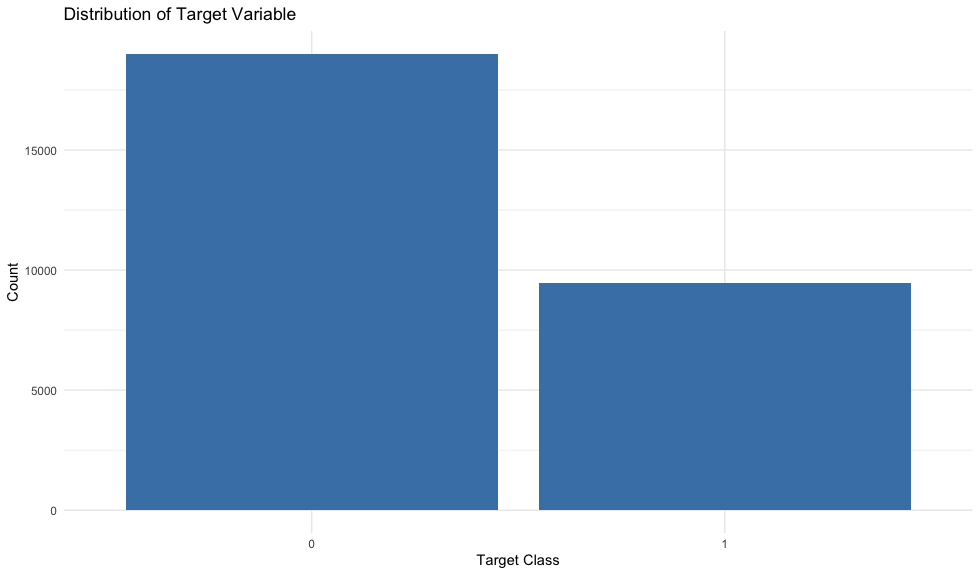 Distribution of Target Variable
15000
10000
5000
0
Count
0
1
Target Class